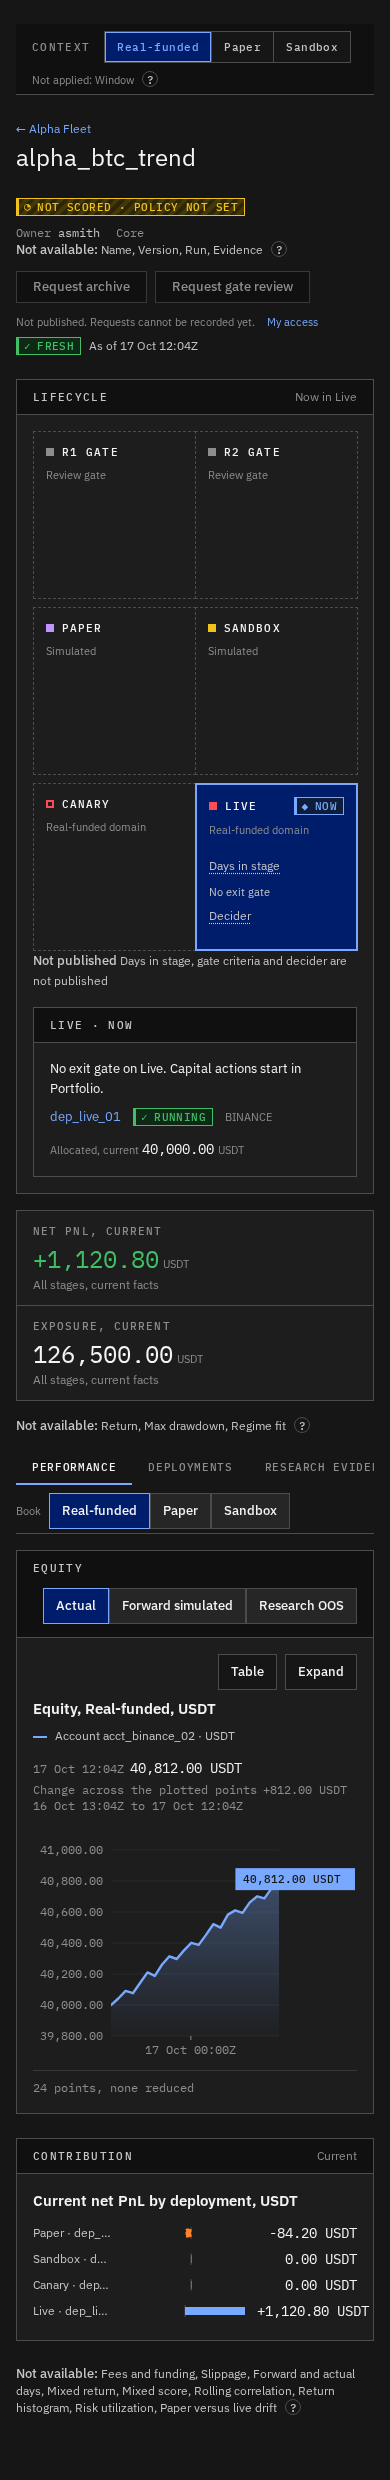 CONTEXT Real-funded Paper Sandbox
Not applied: Window ?
← Alpha Fleet
alpha_btc_trend
NOT SCORED · POLICY NOT SET
Owner asmith Core
Not available: Name, Version, Run, Evidence ?
Request archive Request gate review
Not published. Requests cannot be recorded yet. My access
✓ FRESH As of 17 Oct 12:04Z
LIFECYCLE Now in Live
R1 GATE R2 GATE
Review gate Review gate
PAPER SANDBOX
Simulated Simulated
CANARY LIVE ◆ NOW
Real-funded domain Real-funded domain
Days in stage
No exit gate
Decider
Not published Days in stage, gate criteria and decider are
not published
LIVE · NOW
No exit gate on Live. Capital actions start in
Portfolio.
dep_live_01 ✓ RUNNING BINANCE
Allocated, current 40,000.00 USDT
NET PNL, CURRENT
+1,120.80 USDT
All stages, current facts
EXPOSURE, CURRENT
126,500.00 USDT
All stages, current facts
Not available: Return, Max drawdown, Regime fit ?
PERFORMANCE DEPLOYMENTS RESEARCH EVIDEN
Book Real-funded Paper Sandbox
EQUITY
Actual Forward simulated Research OOS
Table Expand
Equity, Real-funded, USDT
Account acct_binance_02 · USDT
17 Oct 12:04Z 40,812.00 USDT
Change across the plotted points +812.00 USDT
16 Oct 13:04Z to 17 Oct 12:04Z
41,000.00
40,800.00
40,812.00 USDT
40,600.00
40,400.00
40,200.00
40,000.00
39,800.00
17 Oct 00:00Z
24 points, none reduced
CONTRIBUTION Current
Current net PnL by deployment, USDT
Paper · dep_... -84.20 USDT
Sandbox · d... 0.00 USDT
Canary · dep... 0.00 USDT
Live · dep_li... +1,120.80 USDT
Not available: Fees and funding, Slippage, Forward and actual
days, Mixed return, Mixed score, Rolling correlation, Return
histogram, Risk utilization, Paper versus live drift ?